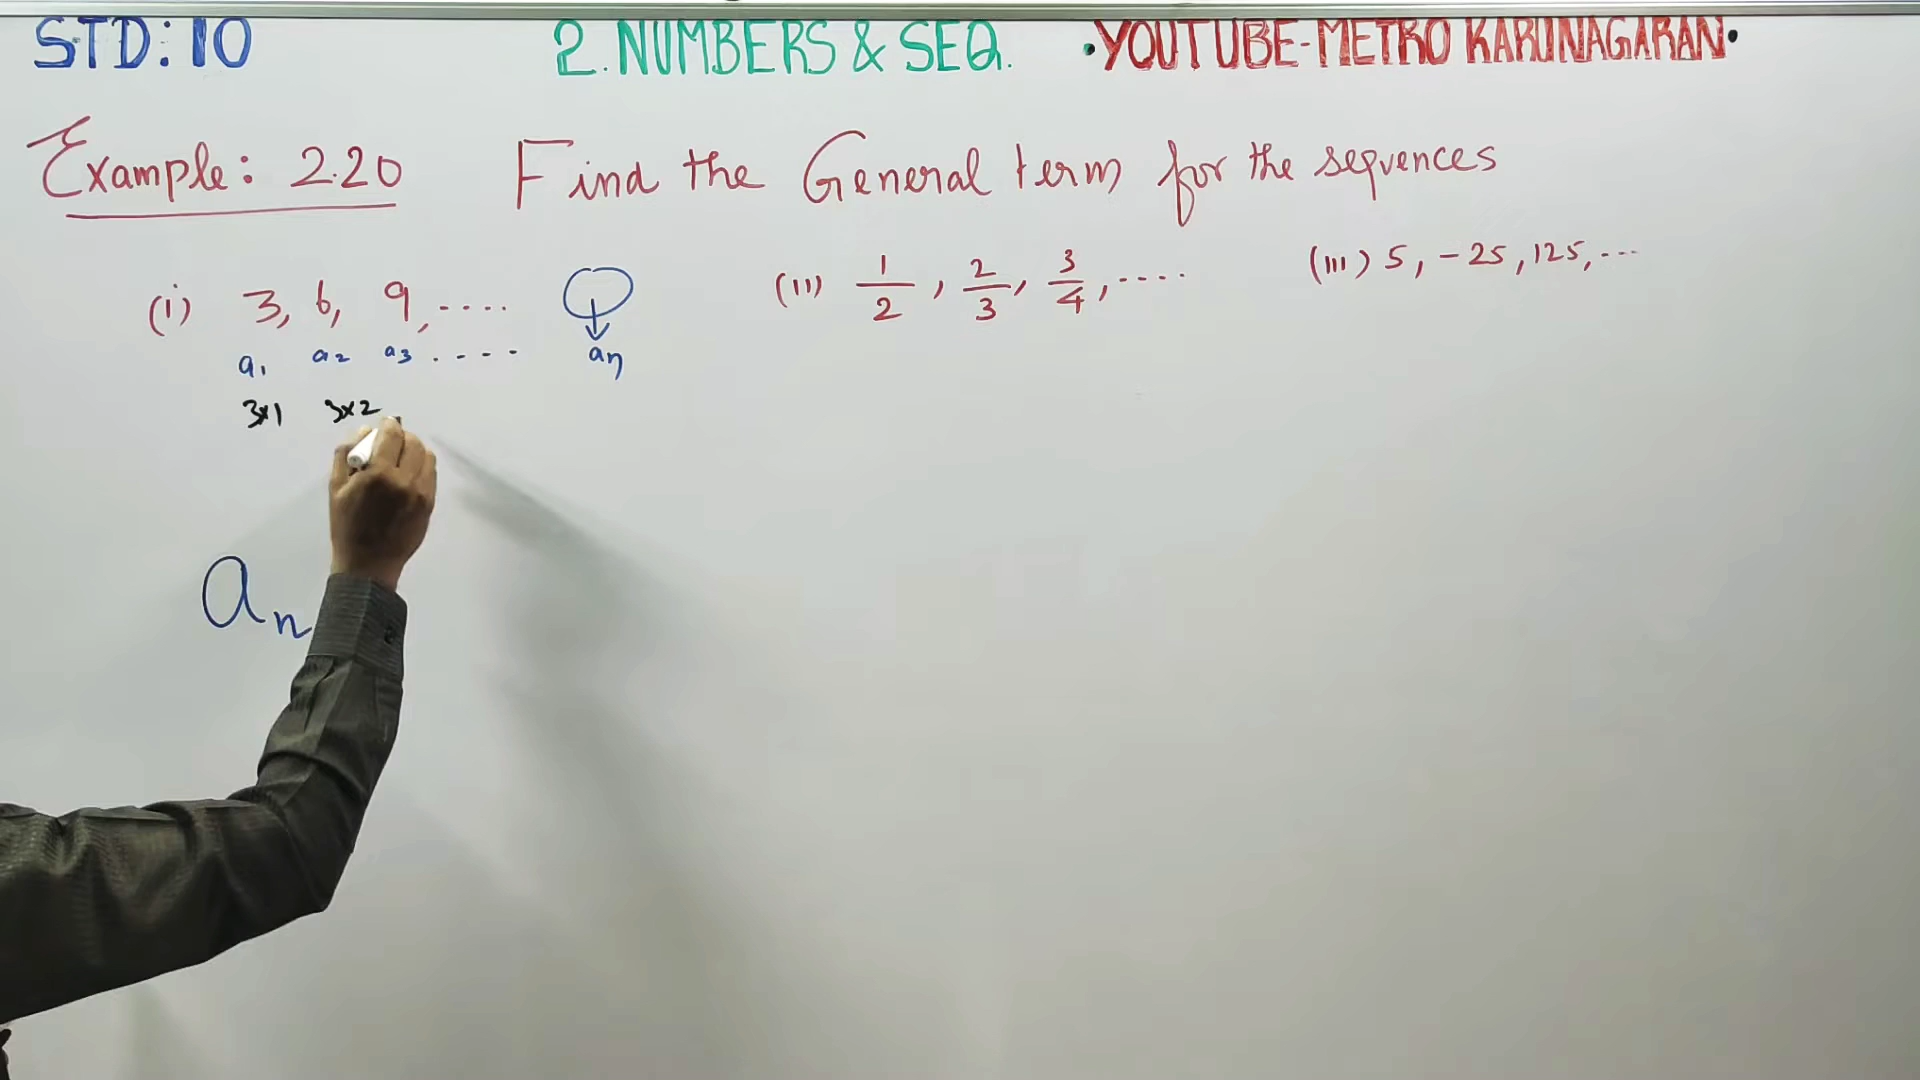 STD: 10 2. NUMBERS & SEQ. •YOUTUBE-METRO KARUNAGARAN•
Example: 2.20 Find the General term for the sequences
(i) 3, 6, 9, .... (ii) 1/2, 2/3, 3/4, .... (iii) 5, -25, 125, ...
a₁ a₂ a₃ .... aₙ
3×1 3×2
aₙ